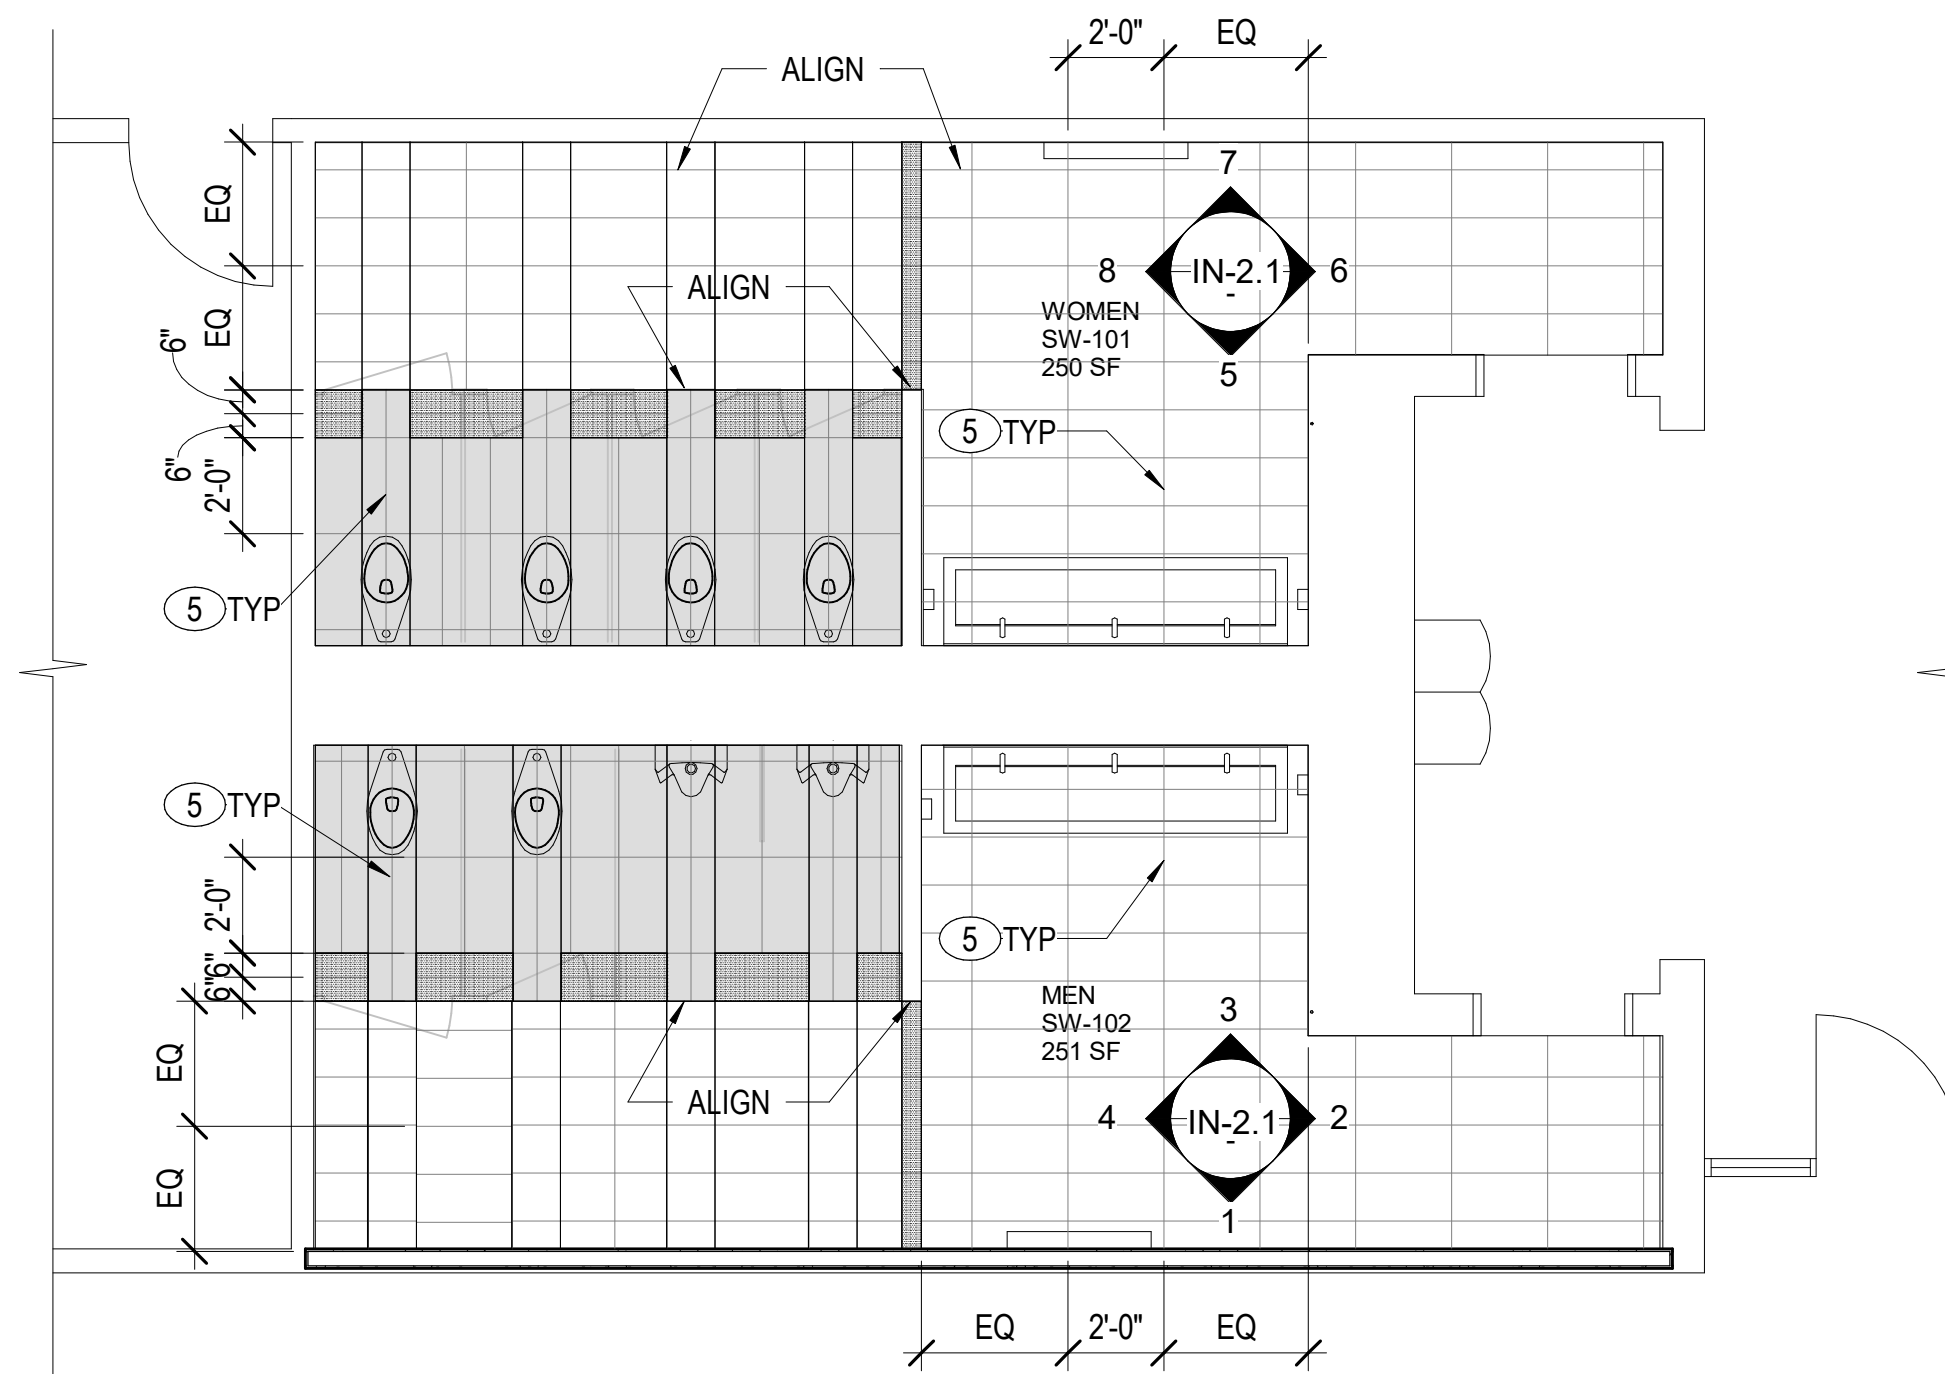 2'-0" EQ
ALIGN
7
EQ
8 IN-2.1 6
-
ALIGN
WOMEN
SW-101
250 SF
EQ
6"
5
5 TYP
6"
2'-0"
5 TYP
5 TYP
2'-0"
5 TYP
6" 6"
MEN
SW-102
251 SF
3
EQ
ALIGN
4 IN-2.1 2
-
EQ
1
EQ 2'-0" EQ